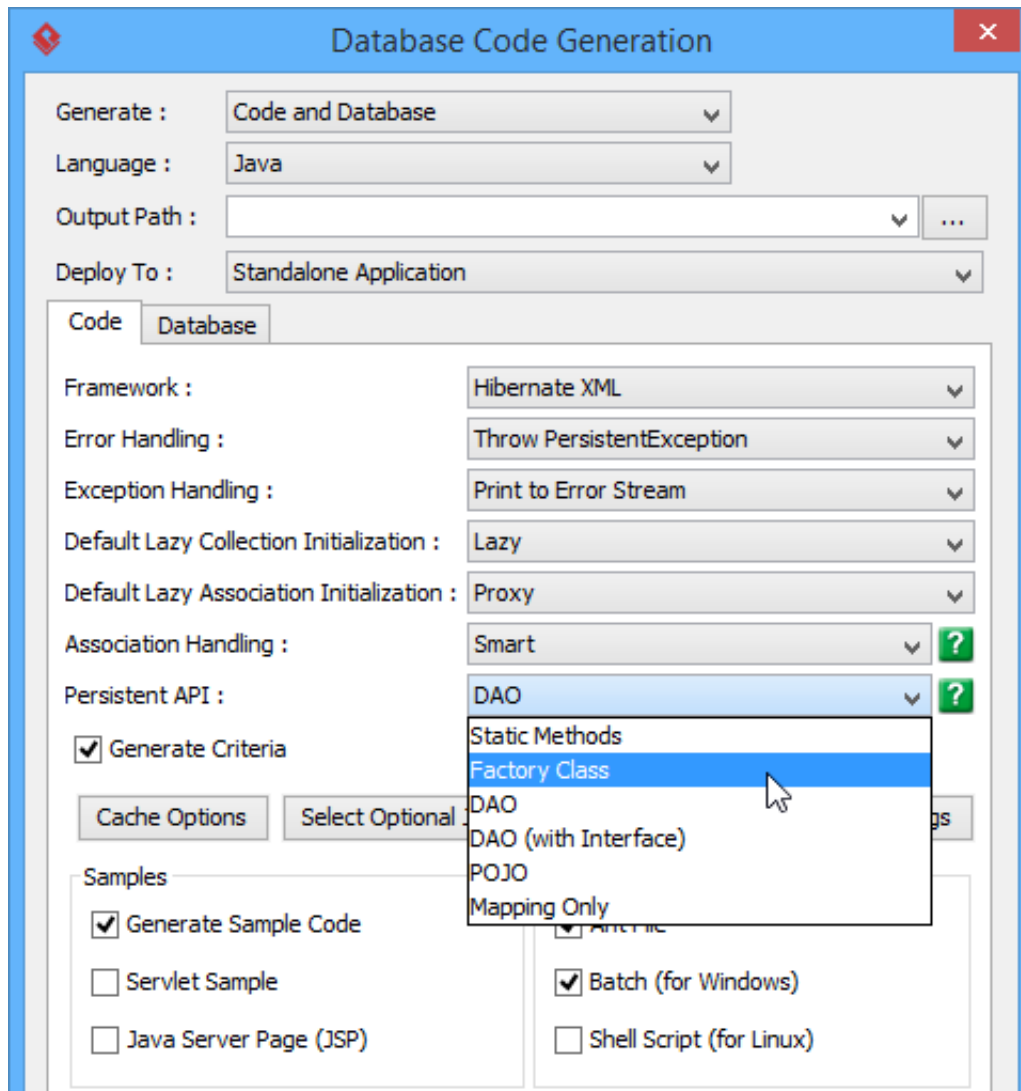 Database Code Generation
Generate : Code and Database
Language : Java
Output Path : ...
Deploy To : Standalone Application
Code Database
Framework : Hibernate XML
Error Handling : Throw PersistentException
Exception Handling : Print to Error Stream
Default Lazy Collection Initialization : Lazy
Default Lazy Association Initialization : Proxy
Association Handling : Smart ?
Persistent API : DAO ?
Static Methods
Generate Criteria
Factory Class
DAO
Cache Options Select Optional
DAO (with Interface)
POJO
Samples
Mapping Only
Generate Sample Code
Servlet Sample Batch (for Windows)
Java Server Page (JSP) Shell Script (for Linux)